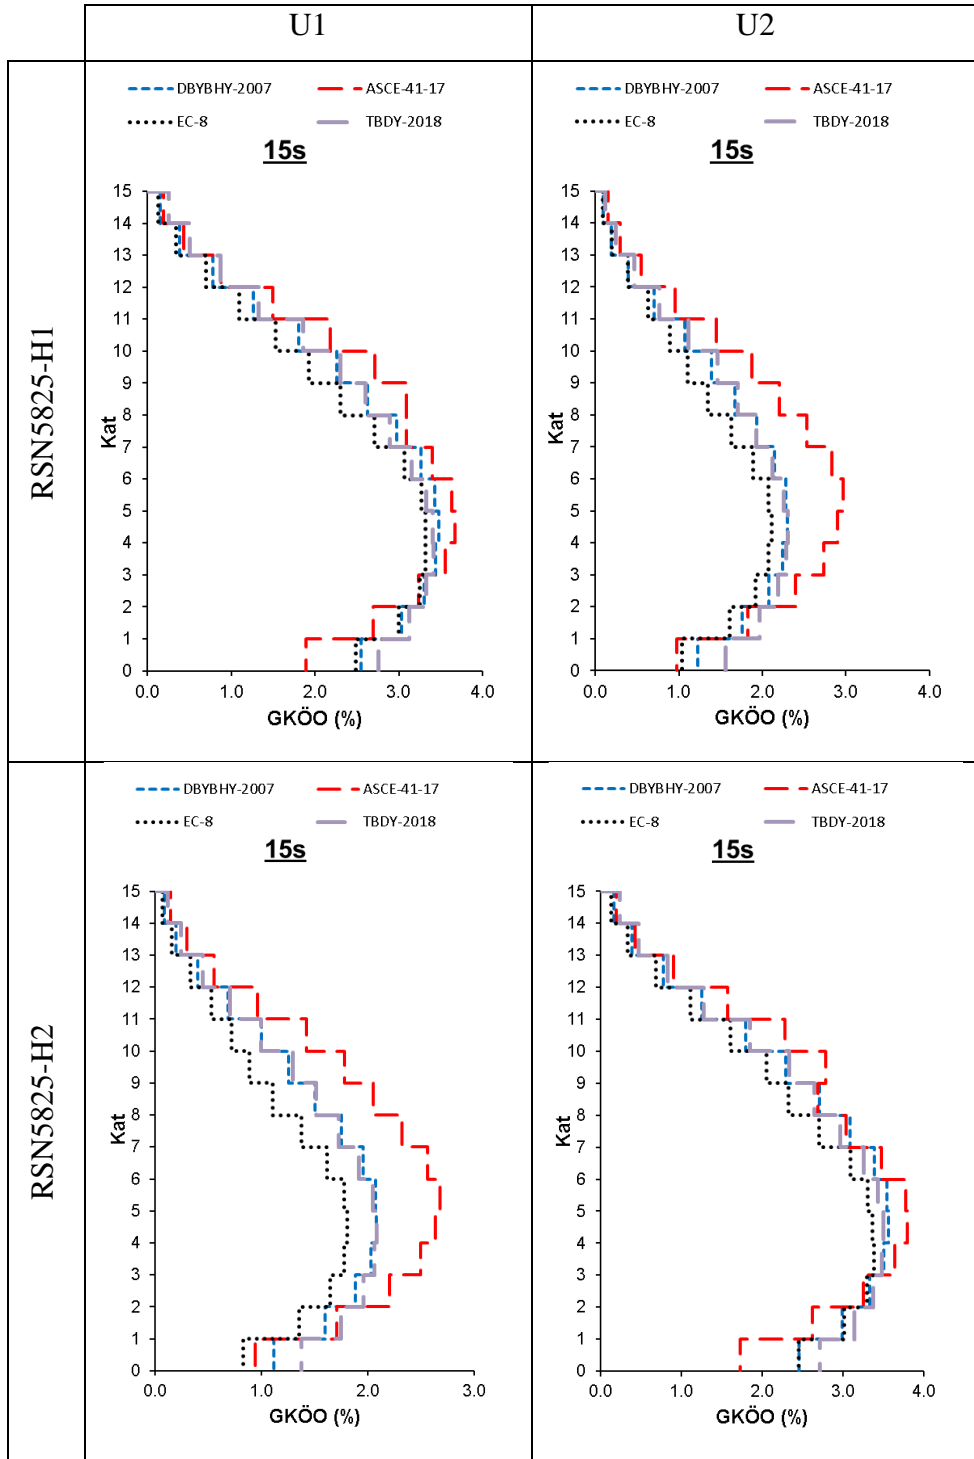 U1 U2
RSN5825-H1
DBYBHY-2007 ASCE-41-17
EC-8 TBDY-2018
15s
15
14
13
12
11
10
9
8
7
6
5
4
3
2
1
0
Kat
0.0 1.0 2.0 3.0 4.0
GKÖO (%)
DBYBHY-2007 ASCE-41-17
EC-8 TBDY-2018
15s
15
14
13
12
11
10
9
8
7
6
5
4
3
2
1
0
Kat
0.0 1.0 2.0 3.0 4.0
GKÖO (%)
RSN5825-H2
DBYBHY-2007 ASCE-41-17
EC-8 TBDY-2018
15s
15
14
13
12
11
10
9
8
7
6
5
4
3
2
1
0
Kat
0.0 1.0 2.0 3.0
GKÖO (%)
DBYBHY-2007 ASCE-41-17
EC-8 TBDY-2018
15s
15
14
13
12
11
10
9
8
7
6
5
4
3
2
1
0
Kat
0.0 1.0 2.0 3.0 4.0
GKÖO (%)